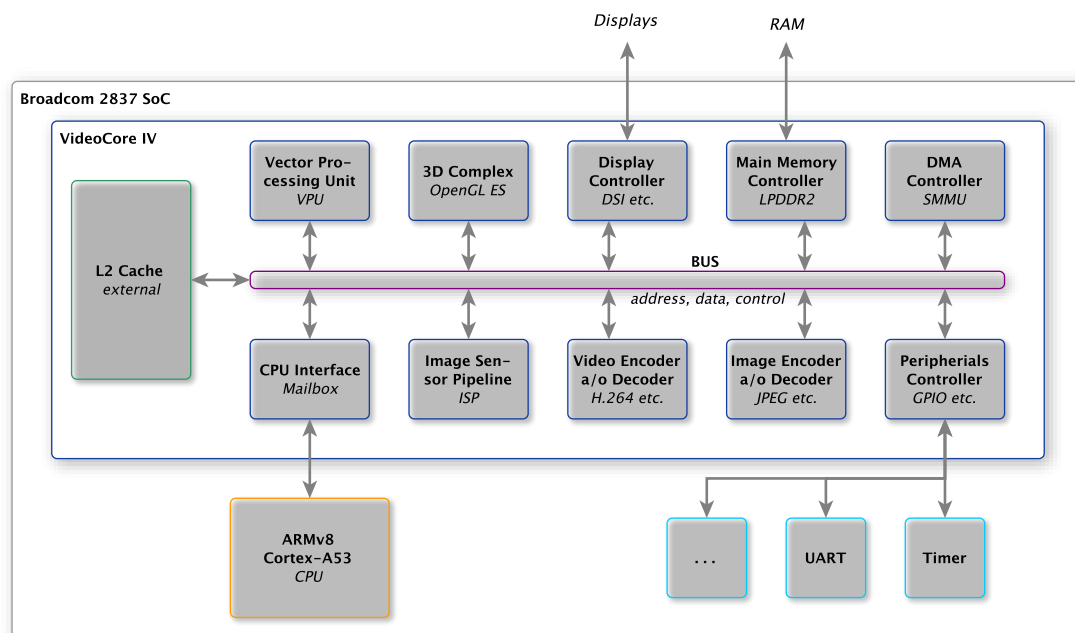 Displays
RAM
Broadcom 2837 SoC
VideoCore IV
Vector Pro-
cessing Unit
VPU
3D Complex
OpenGL ES
Display
Controller
DSI etc.
Main Memory
Controller
LPDDR2
DMA
Controller
SMMU
L2 Cache
external
BUS
address, data, control
CPU Interface
Mailbox
Image Sen-
sor Pipeline
ISP
Video Encoder
a/o Decoder
H.264 etc.
Image Encoder
a/o Decoder
JPEG etc.
Peripherials
Controller
GPIO etc.
ARMv8
Cortex-A53
CPU
...
UART
Timer